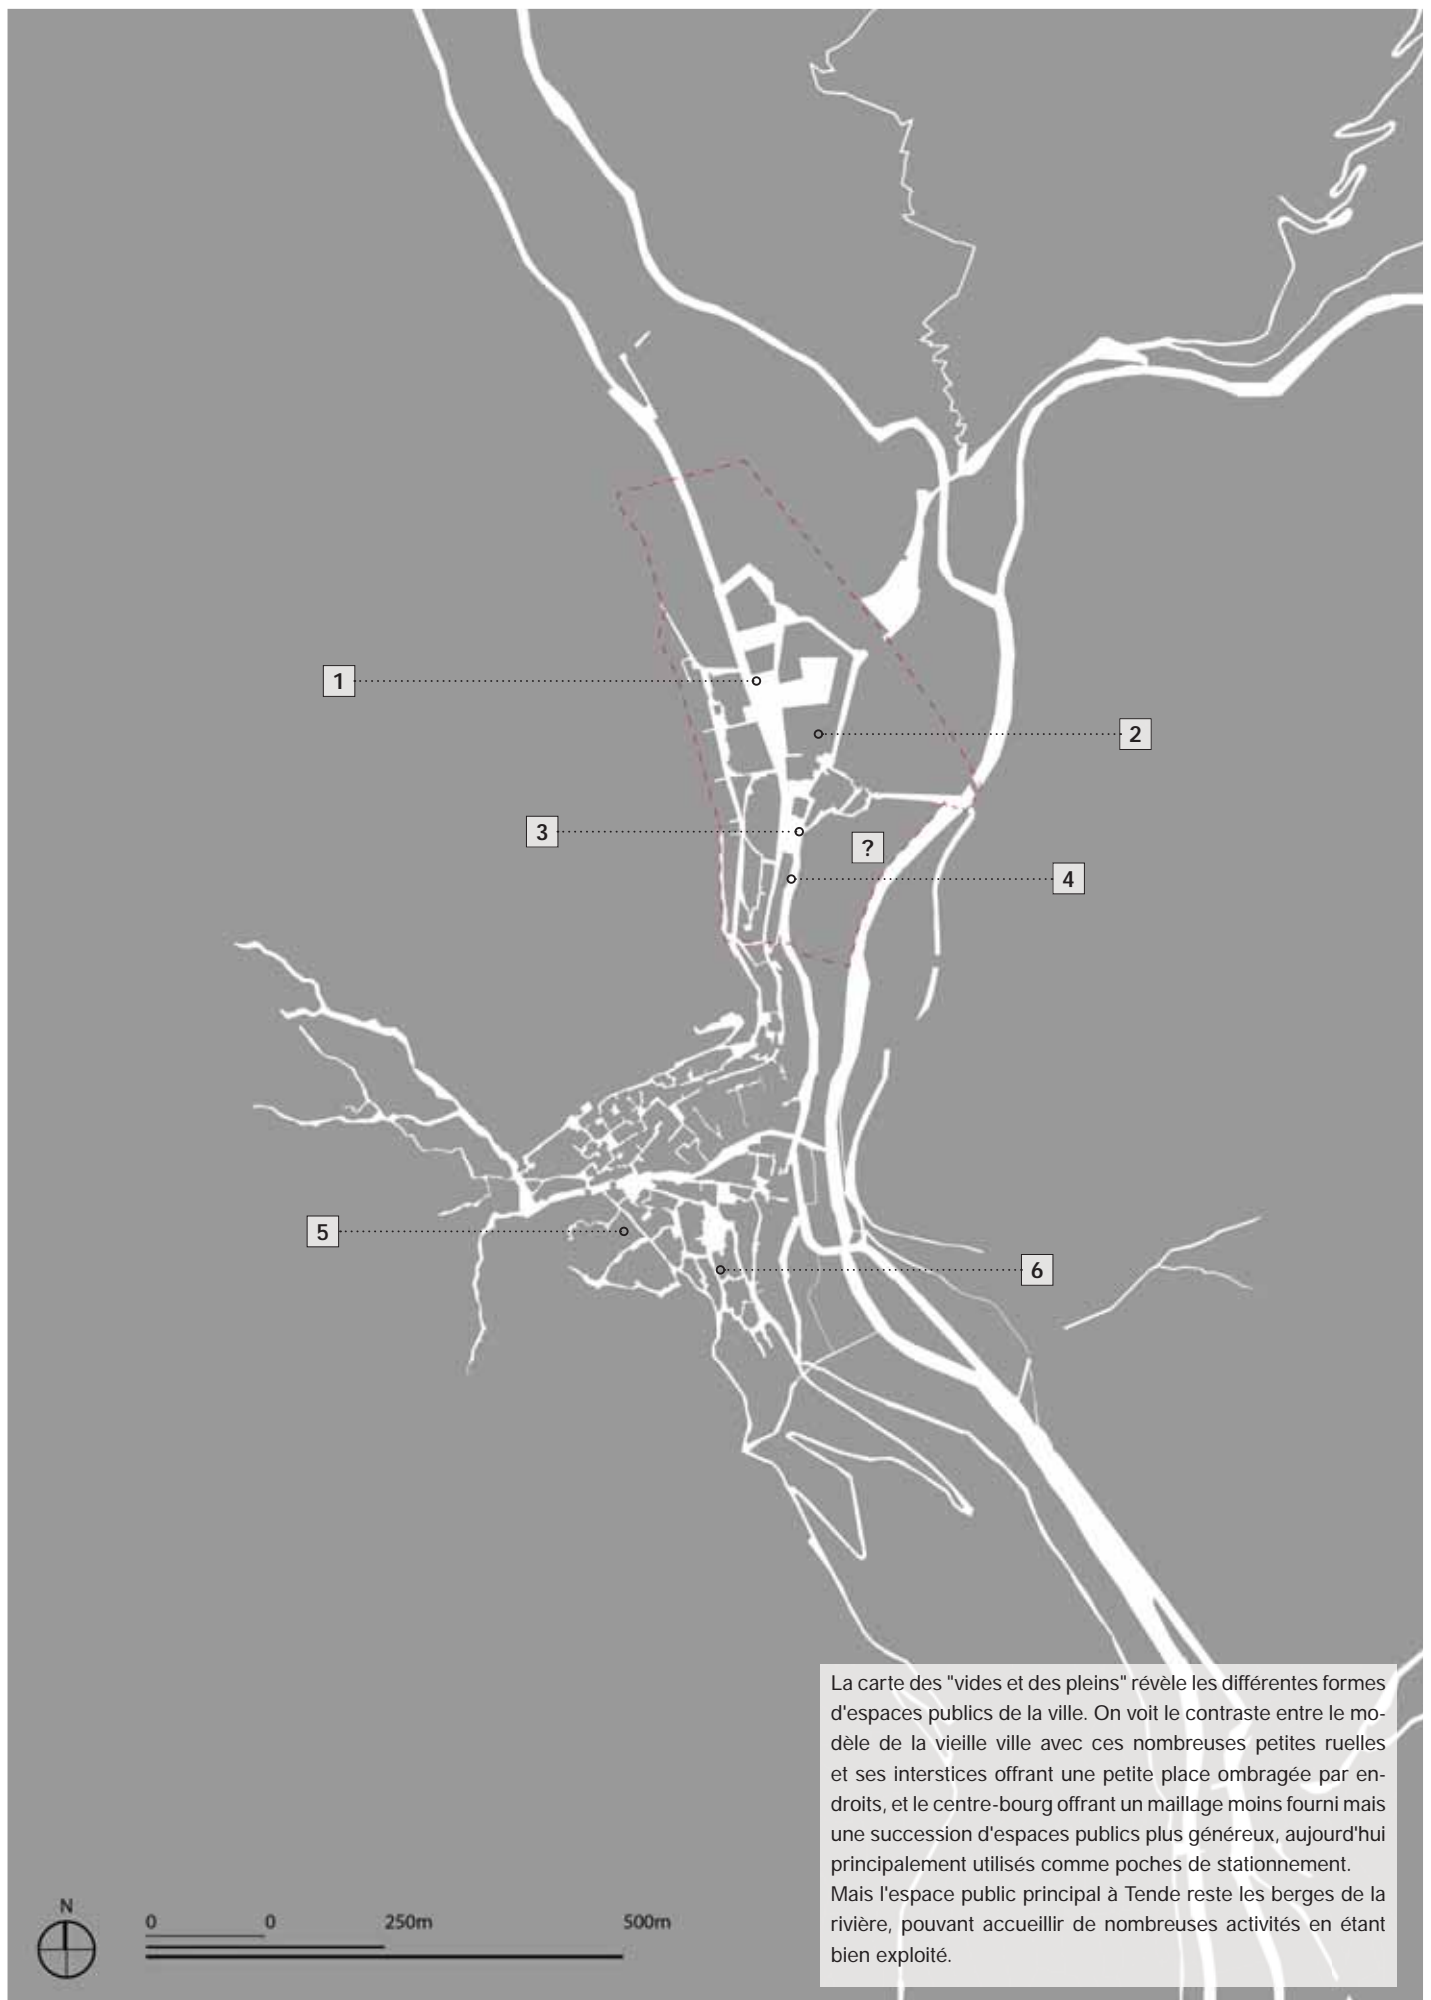 1
2
3
?
4
5
6
La carte des "vides et des pleins" révèle les différentes formes
d'espaces publics de la ville. On voit le contraste entre le mo-
dèle de la vieille ville avec ces nombreuses petites ruelles
et ses interstices offrant une petite place ombragée par en-
droits, et le centre-bourg offrant un maillage moins fourni mais
une succession d'espaces publics plus généreux, aujourd'hui
principalement utilisés comme poches de stationnement.
Mais l'espace public principal à Tende reste les berges de la
rivière, pouvant accueillir de nombreuses activités en étant
bien exploité.
N
0 0 250m 500m